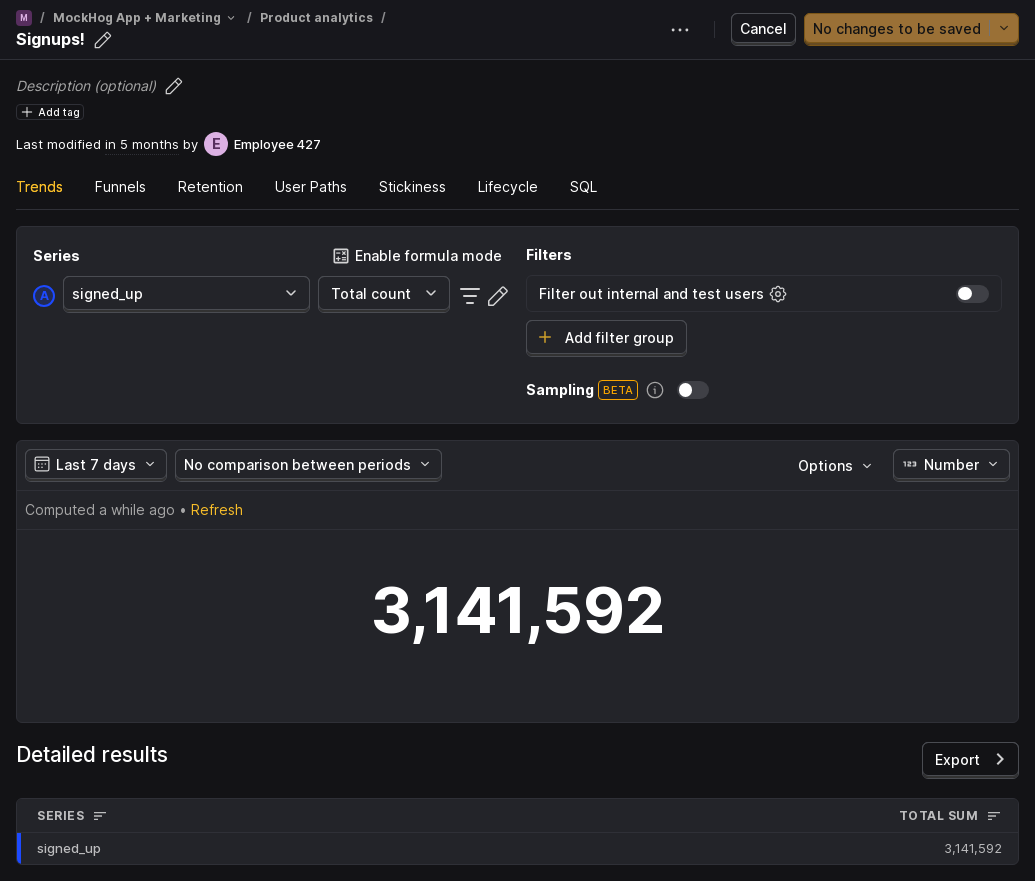 M / MockHog App + Marketing / Product analytics /
Signups!
Cancel
No changes to be saved
Description (optional)
Add tag
Last modified in 5 months by E Employee 427
Trends Funnels Retention User Paths Stickiness Lifecycle SQL
Series
Enable formula mode
A signed_up Total count
Filters
Filter out internal and test users
Add filter group
Sampling BETA
Last 7 days No comparison between periods Options 123 Number
Computed a while ago • Refresh
3,141,592
Detailed results
Export
SERIES TOTAL SUM
signed_up 3,141,592